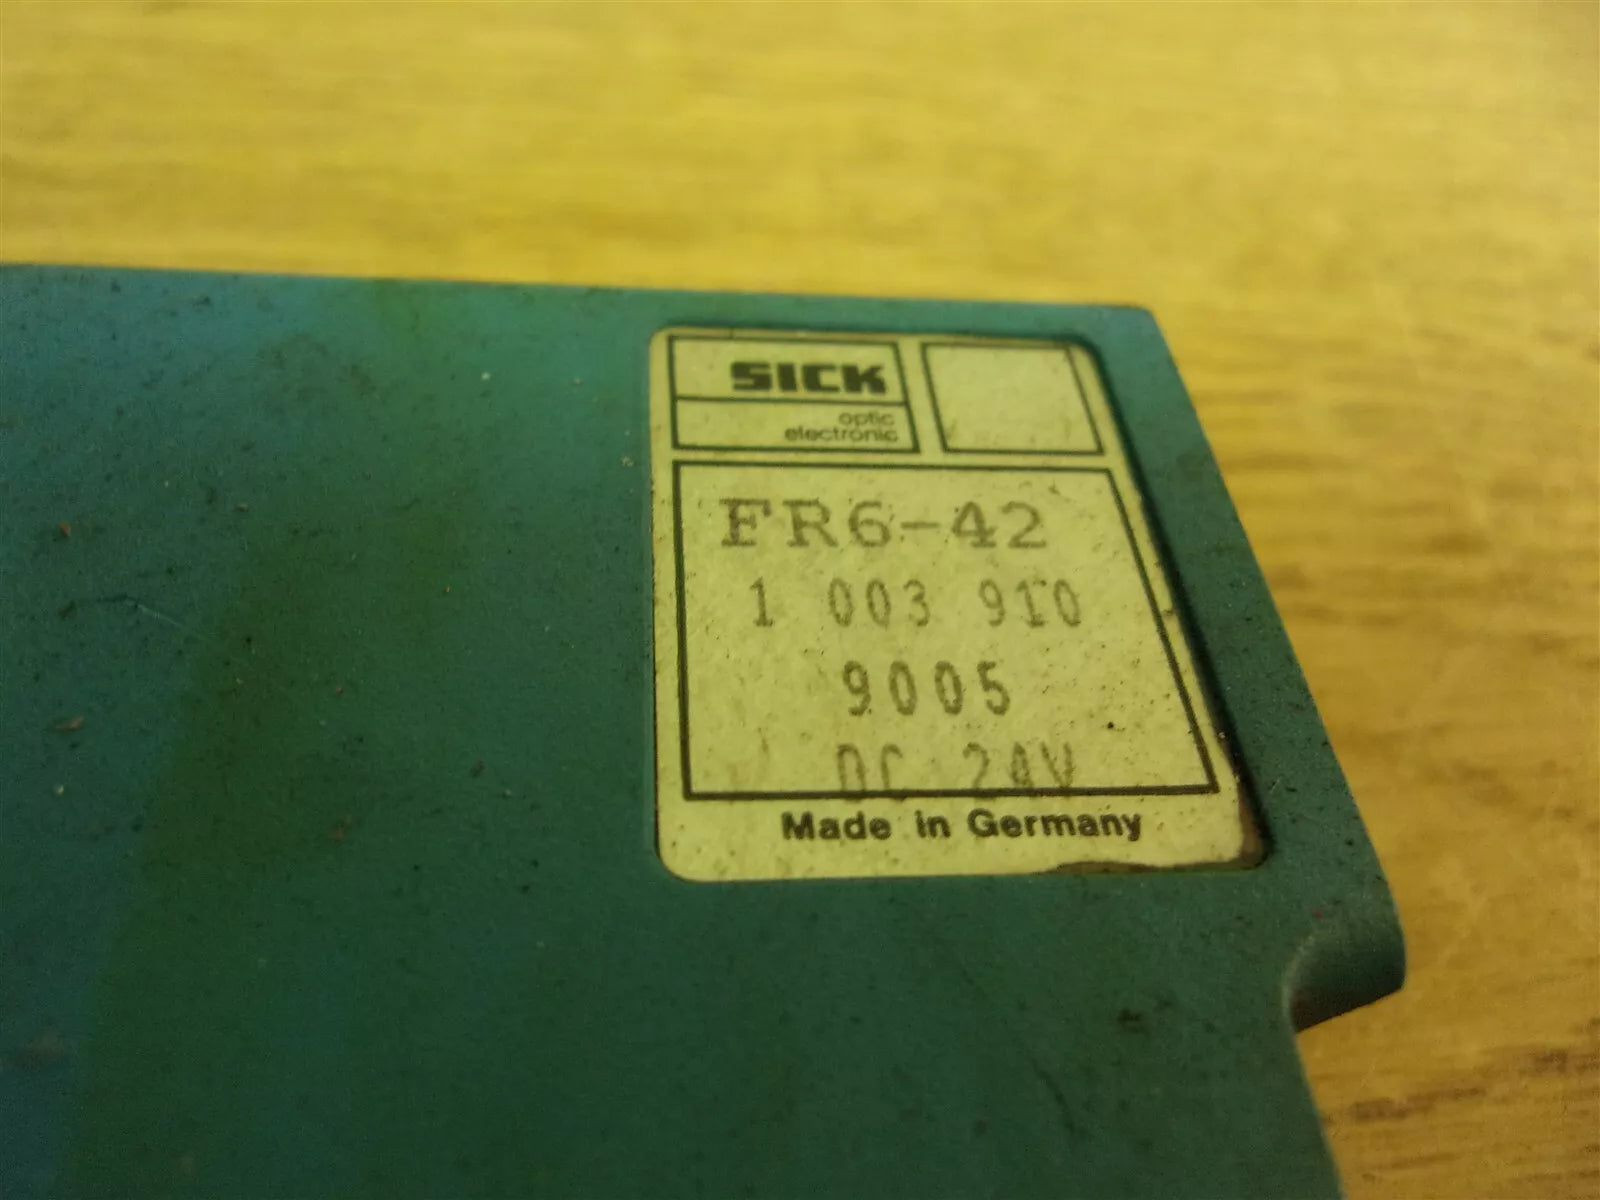 SICK
optic
electronic
FR6-42
1 003 910
9005
DC 24V
Made in Germany